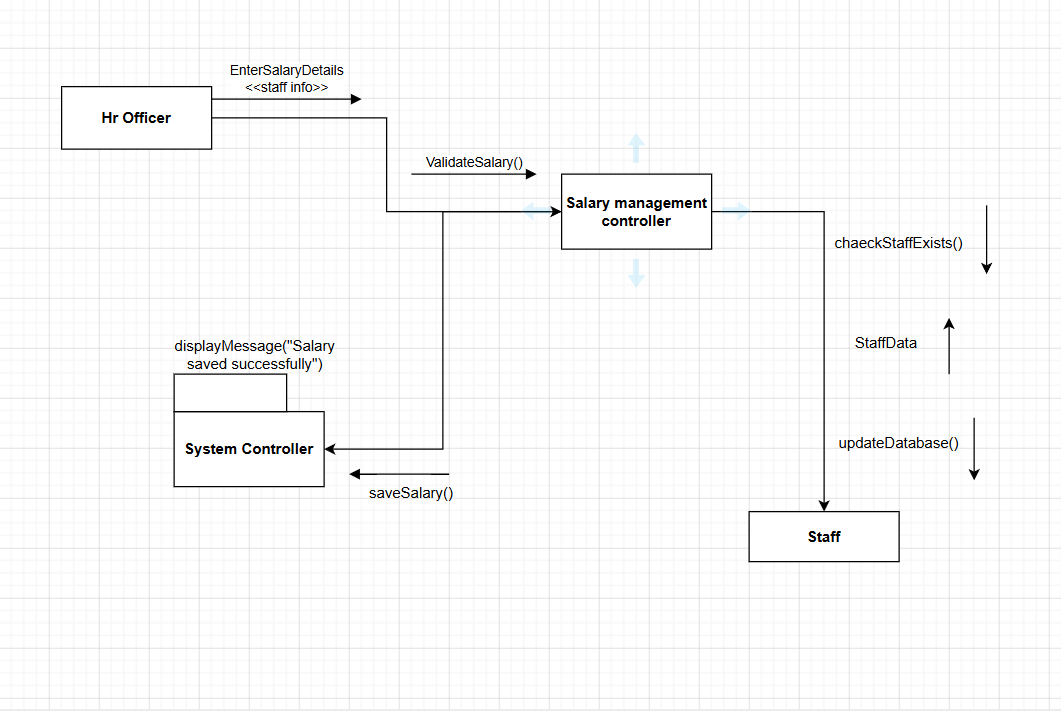 EnterSalaryDetails
<<staff info>>
Hr Officer
ValidateSalary()
Salary management
controller
chaeckStaffExists()
displayMessage("Salary
saved successfully")
StaffData
System Controller
updateDatabase()
saveSalary()
Staff